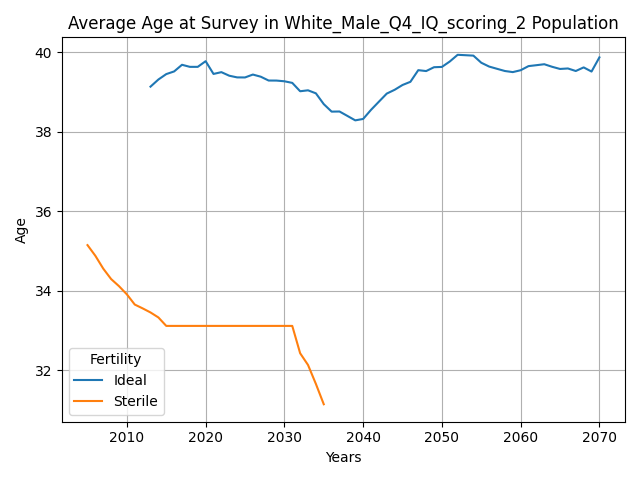 Average Age at Survey in White_Male_Q4_IQ_scoring_2 Population
40
38
36
34
32
Age
Fertility
Ideal
Sterile
2010 2020 2030 2040 2050 2060 2070
Years